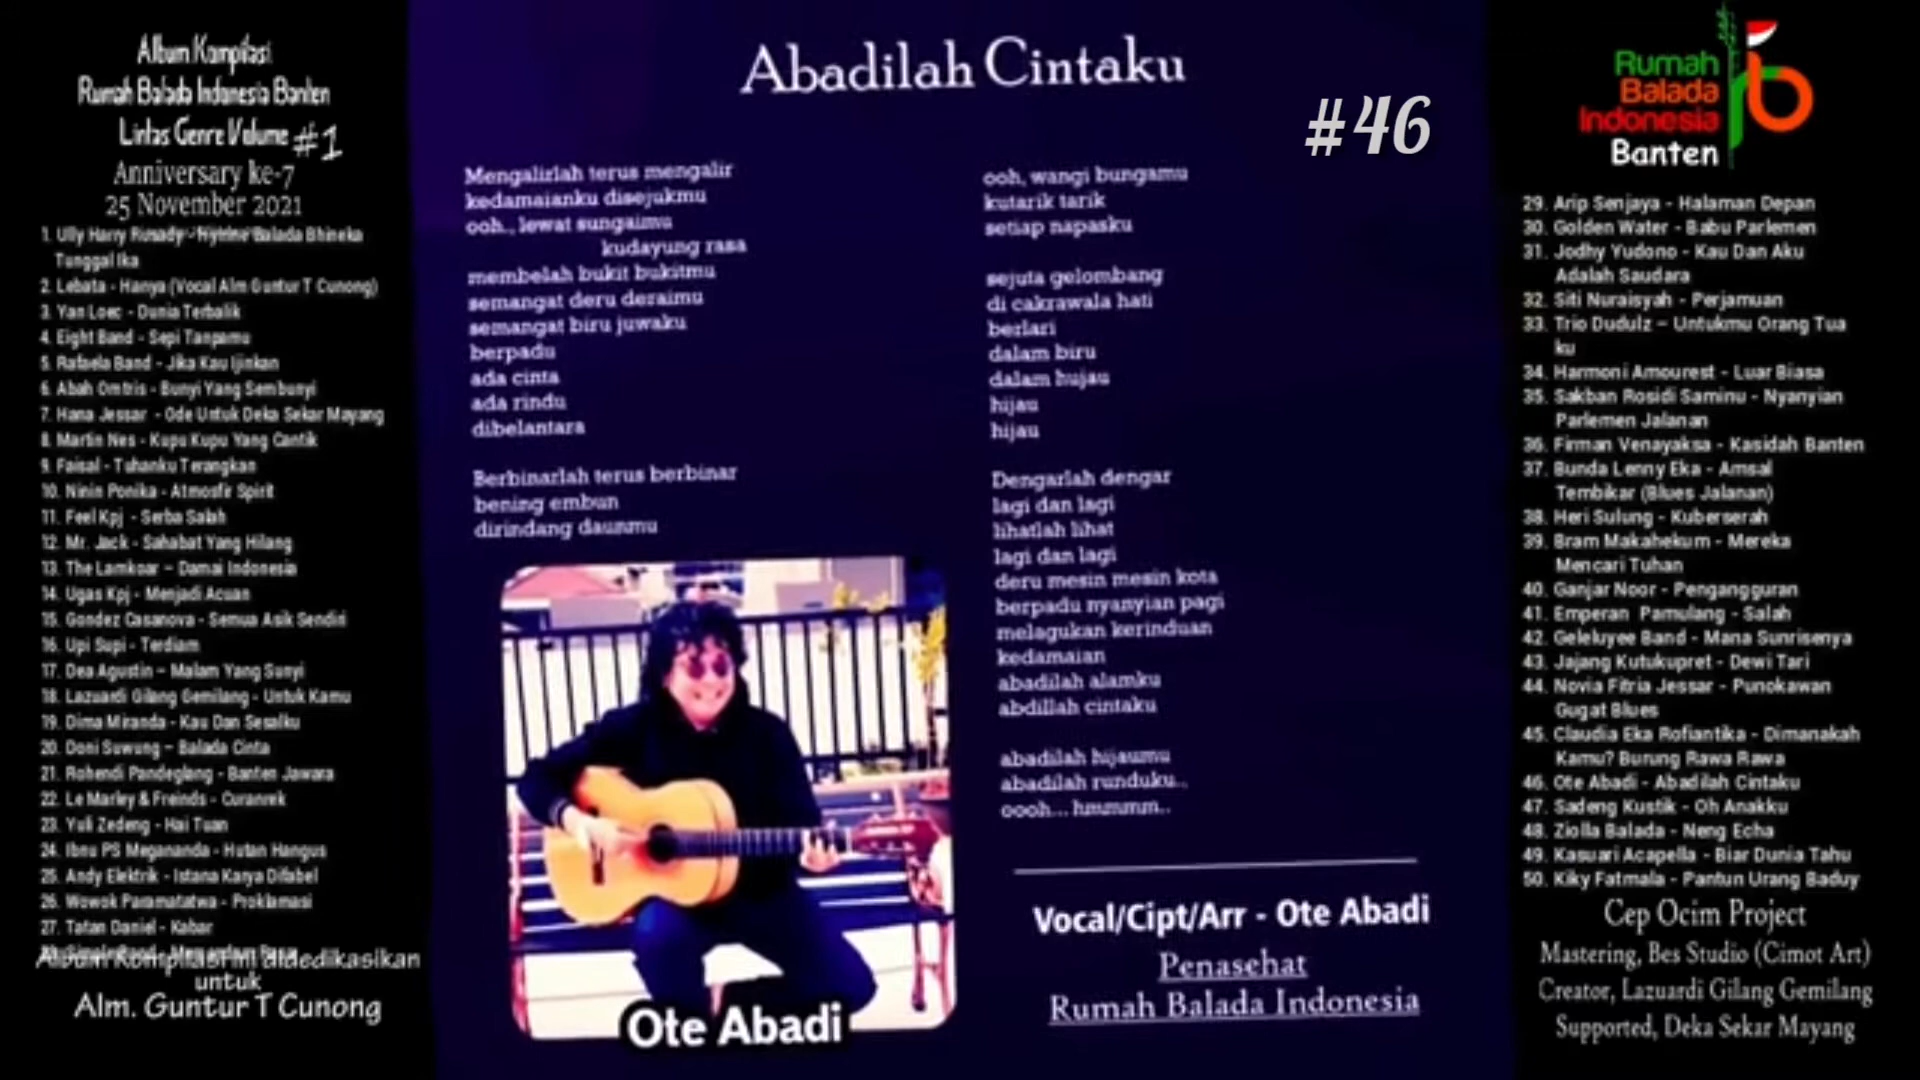 Album Kompilasi
Rumah Balada Indonesia Banten
Lintas Genre Volume #1
Anniversary ke-7
25 November 2021
1. Ully Harry Rusady - Hymne Balada Bhineka
Tunggal Ika
2. Lebata - Hanya (Vocal Alm Guntur T Cunong)
3. Yan Loec - Dunia Terbalik
4. Eight Band - Sepi Tanpamu
5. Rafaela Band - Jika Kau Ijinkan
6. Abah Omtris - Bunyi Yang Sembunyi
7. Hana Jessar - Ode Untuk Deka Sekar Mayang
8. Martin Nes - Kupu Kupu Yang Cantik
9. Faisal - Tuhanku Terangkan
10. Ninin Ponika - Atmosfir Spirit
11. Feel Kpj - Serba Salah
12. Mr. Jack - Sahabat Yang Hilang
13. The Lamkoar – Damai Indonesia
14. Ugas Kpj - Menjadi Acuan
15. Gondez Casanova - Semua Asik Sendiri
16. Upi Supi - Terdiam
17. Dea Agustin – Malam Yang Sunyi
18. Lazuardi Gilang Gemilang - Untuk Kamu
19. Dima Miranda - Kau Dan Sesalku
20. Doni Suwung – Balada Cinta
21. Rohendi Pandeglang - Banten Jawara
22. Le Marley & Freinds - Curanrek
23. Yuli Zedeng - Hai Tuan
24. Ibnu PS Megananda - Hutan Hangus
25. Andy Elektrik - Istana Karya Difabel
26. Wowok Paramatatwa - Proklamasi
27. Tatan Daniel - Kabar
Album Kompilasi ini didedikasikan
untuk
Alm. Guntur T Cunong
Abadilah Cintaku
#46
Mengalirlah terus mengalir
kedamaianku disejukmu
ooh.., lewat sungaimu
kudayung rasa
membelah bukit bukitmu
semangat deru deraimu
semangat biru juwaku
berpadu
ada cinta
ada rindu
dibelantara
Berbinarlah terus berbinar
bening embun
dirindang daunmu
ooh, wangi bungamu
kutarik tarik
setiap napasku
sejuta gelombang
di cakrawala hati
berlari
dalam biru
dalam hujau
hijau
hijau
Dengarlah dengar
lagi dan lagi
lihatlah lihat
lagi dan lagi
deru mesin mesin kota
berpadu nyanyian pagi
melagukan kerinduan
kedamaian
abadilah alamku
abdillah cintaku
abadilah hijaumu
abadilah runduku..
oooh... hmmmm..
Vocal/Cipt/Arr - Ote Abadi
Penasehat
Rumah Balada Indonesia
Ote Abadi
Rumah
Balada
Indonesia
Banten
29. Arip Senjaya - Halaman Depan
30. Golden Water - Babu Parlemen
31. Jodhy Yudono - Kau Dan Aku
Adalah Saudara
32. Siti Nuraisyah - Perjamuan
33. Trio Dudulz – Untukmu Orang Tua
ku
34. Harmoni Amourest - Luar Biasa
35. Sakban Rosidi Saminu - Nyanyian
Parlemen Jalanan
36. Firman Venayaksa - Kasidah Banten
37. Bunda Lenny Eka - Amsal
Tembikar (Blues Jalanan)
38. Heri Sulung - Kuberserah
39. Bram Makahekum - Mereka
Mencari Tuhan
40. Ganjar Noor - Pengangguran
41. Emperan Pamulang - Salah
42. Geleluyee Band - Mana Sunrisenya
43. Jajang Kutukupret - Dewi Tari
44. Novia Fitria Jessar - Punokawan
Gugat Blues
45. Claudia Eka Rofiantika - Dimanakah
Kamu? Burung Rawa Rawa
46. Ote Abadi - Abadilah Cintaku
47. Sadeng Kustik - Oh Anakku
48. Ziolla Balada - Neng Echa
49. Kasuari Acapella - Biar Dunia Tahu
50. Kiky Fatmala - Pantun Urang Baduy
Cep Ocim Project
Mastering, Bes Studio (Cimot Art)
Creator, Lazuardi Gilang Gemilang
Supported, Deka Sekar Mayang